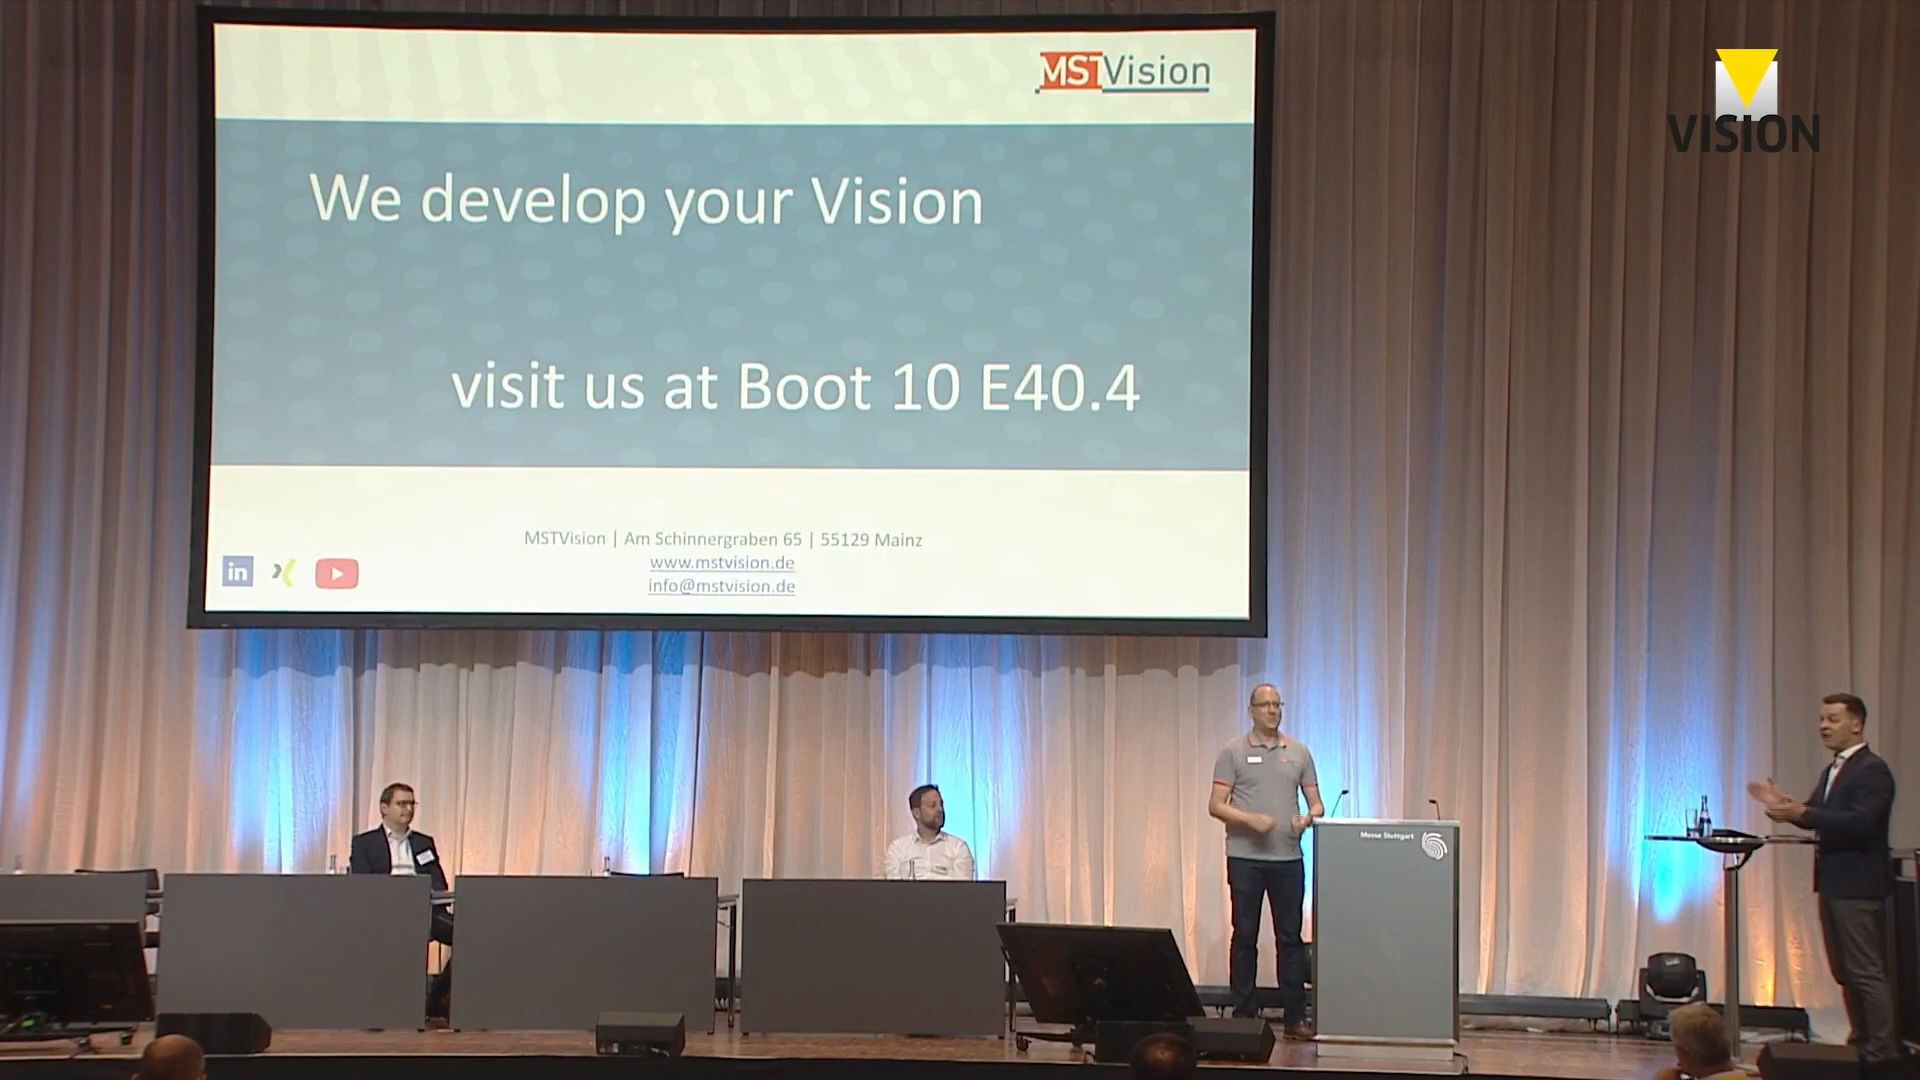 MSTVision
VISION
We develop your Vision
visit us at Boot 10 E40.4
MSTVision | Am Schinnergraben 65 | 55129 Mainz
www.mstvision.de
info@mstvision.de
in
Messe Stuttgart